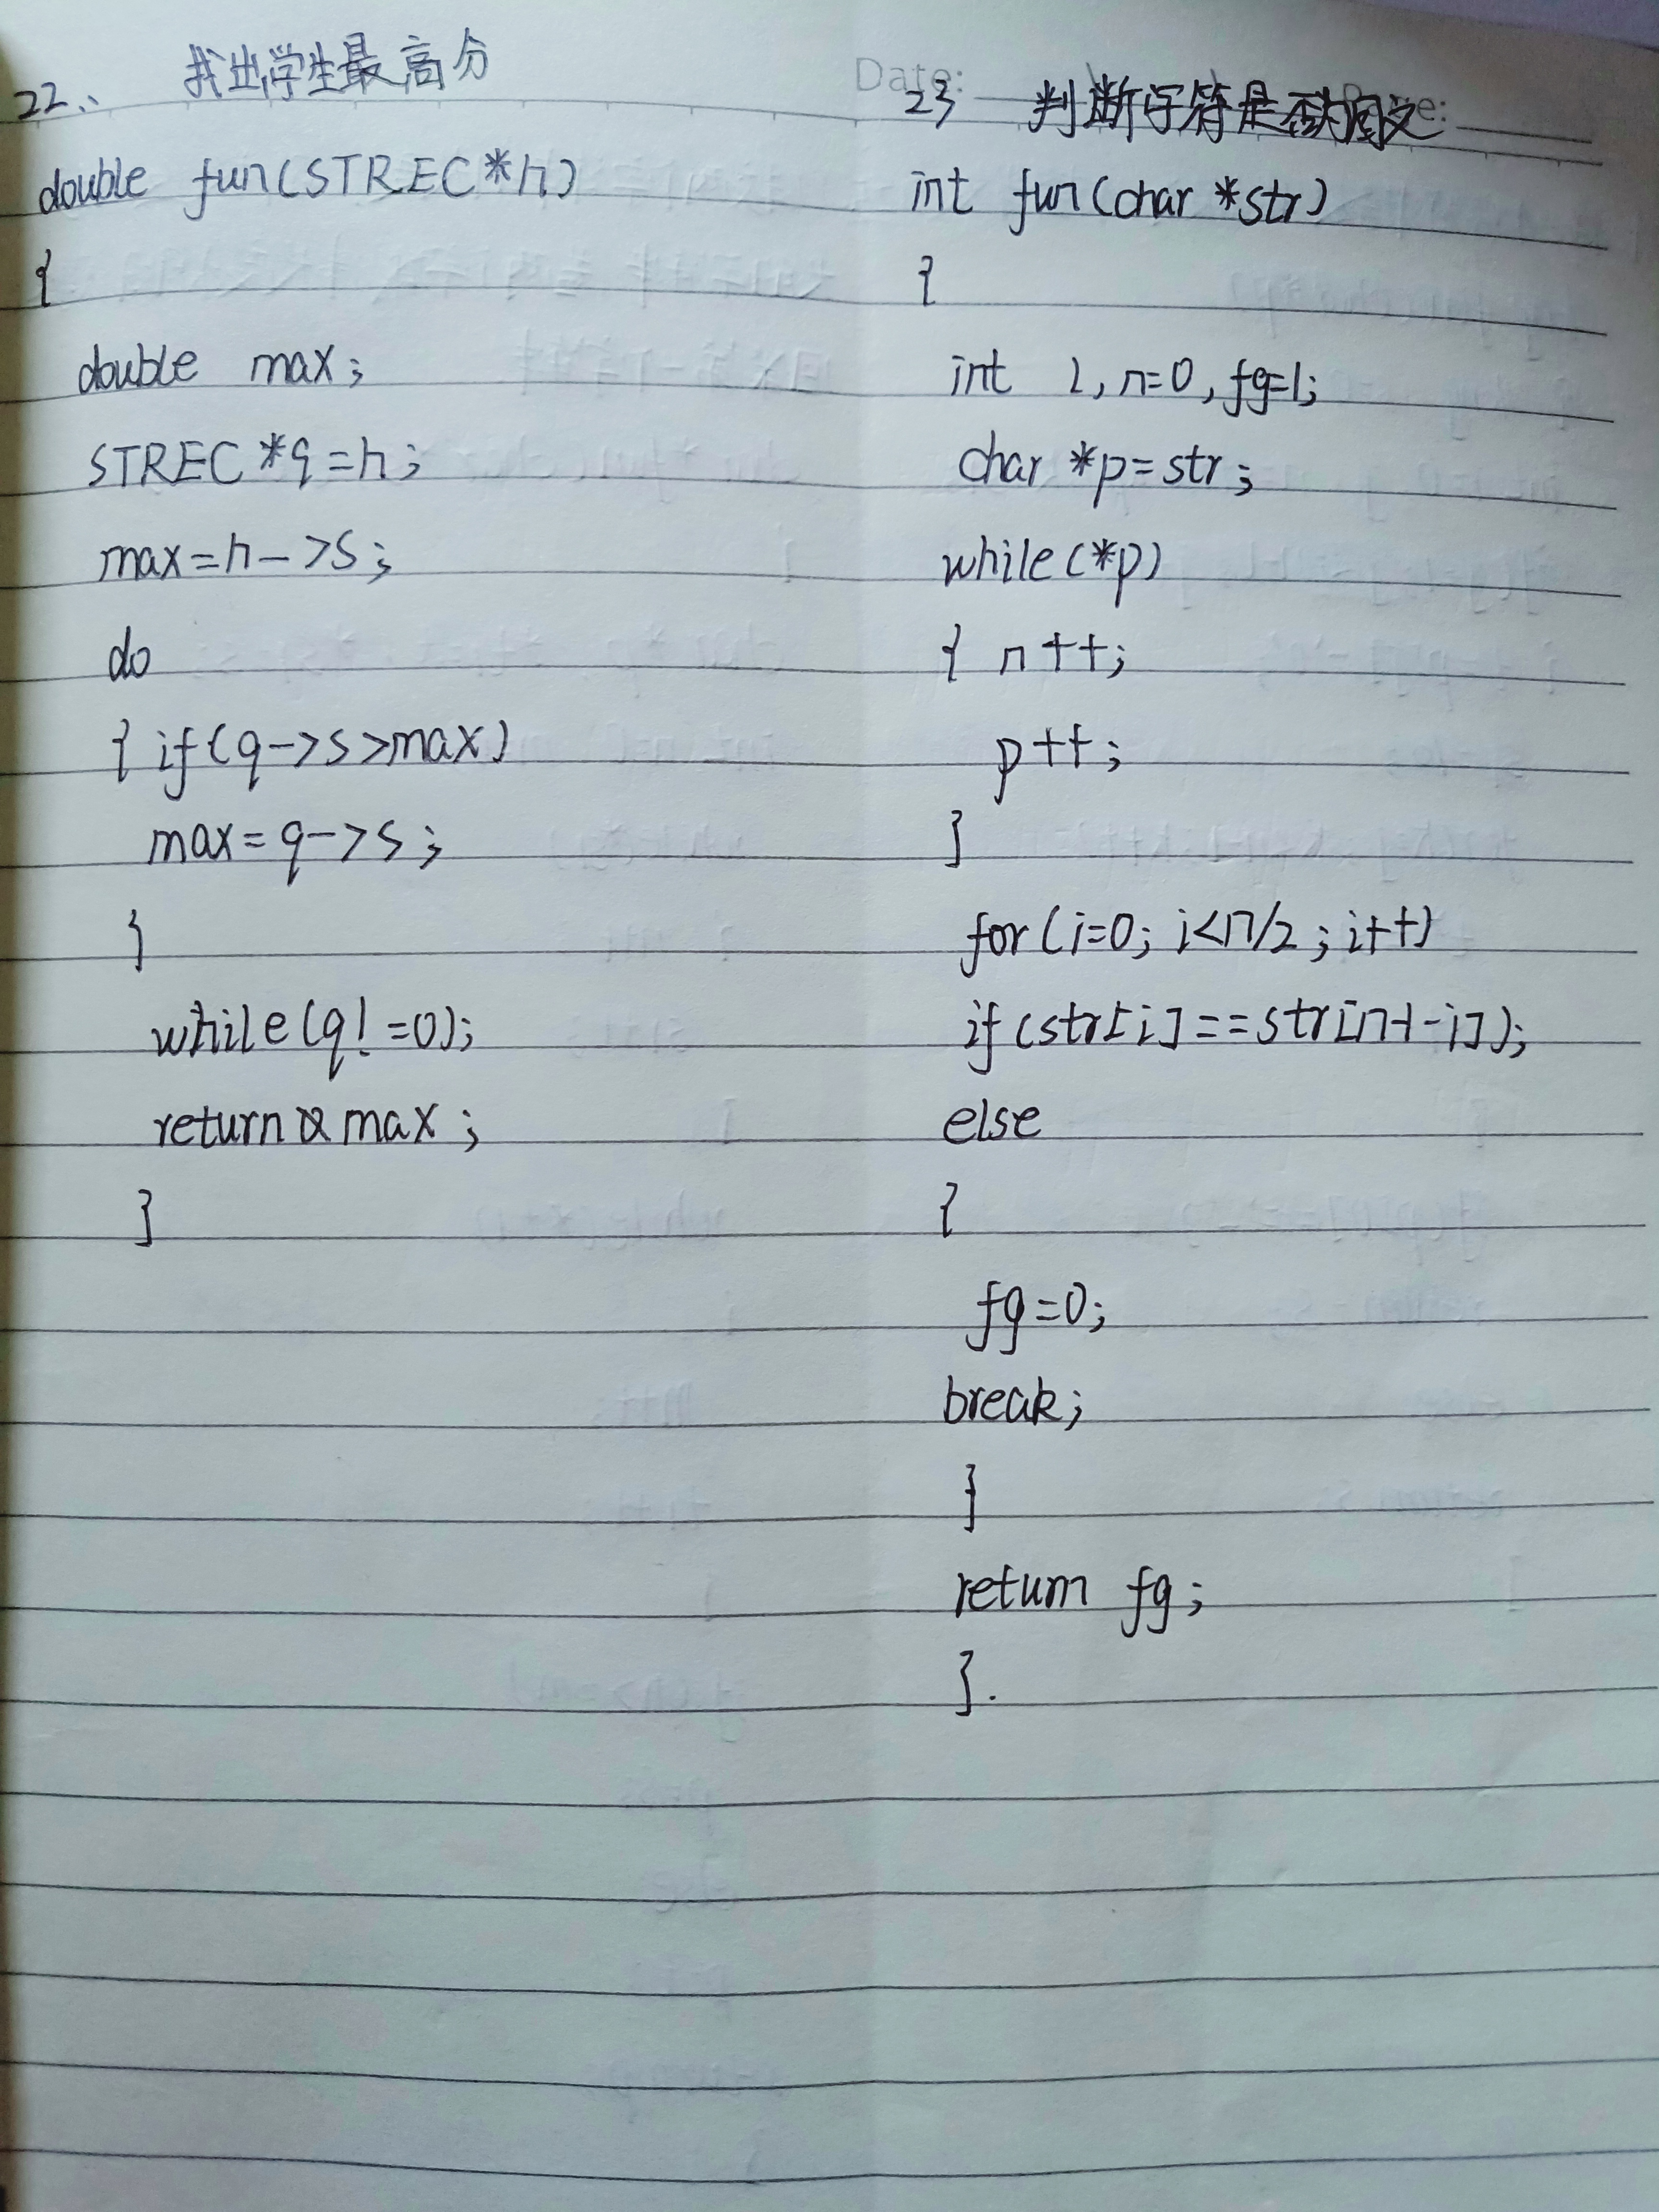 22.. 找出学生最高分
double fun(STREC*h)
{
double max;
STREC *q=h;
max=h->s;
do
{ if(q->s>max)
max=q->s;
}
while(q!=0);
return max;
}
Date:
23 判断字符是否为回文
int fun(char *str)
{
int i,n=0,fg=1;
char *p=str;
while(*p)
{ n++;
p++;
}
for(i=0;i<n/2;i++)
if(str[i]==str[n-1-i]);
else
{
fg=0;
break;
}
return fg;
}.